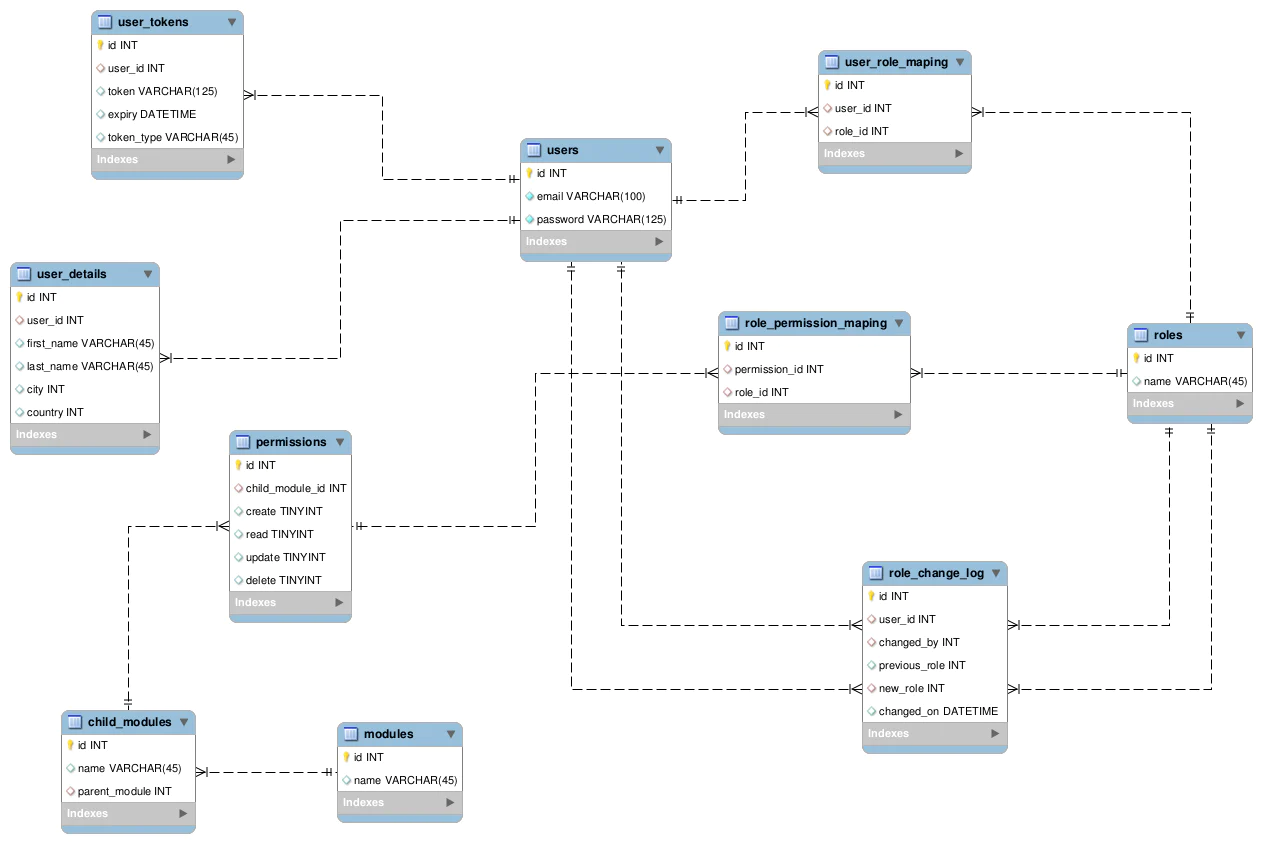 user_tokens
id INT
user_id INT
token VARCHAR(125)
expiry DATETIME
token_type VARCHAR(45)
Indexes
user_role_maping
id INT
user_id INT
role_id INT
Indexes
users
id INT
email VARCHAR(100)
password VARCHAR(125)
Indexes
user_details
id INT
user_id INT
first_name VARCHAR(45)
last_name VARCHAR(45)
city INT
country INT
Indexes
role_permission_maping
id INT
permission_id INT
role_id INT
Indexes
roles
id INT
name VARCHAR(45)
Indexes
permissions
id INT
child_module_id INT
create TINYINT
read TINYINT
update TINYINT
delete TINYINT
Indexes
role_change_log
id INT
user_id INT
changed_by INT
previous_role INT
new_role INT
changed_on DATETIME
Indexes
child_modules
id INT
name VARCHAR(45)
parent_module INT
Indexes
modules
id INT
name VARCHAR(45)
Indexes